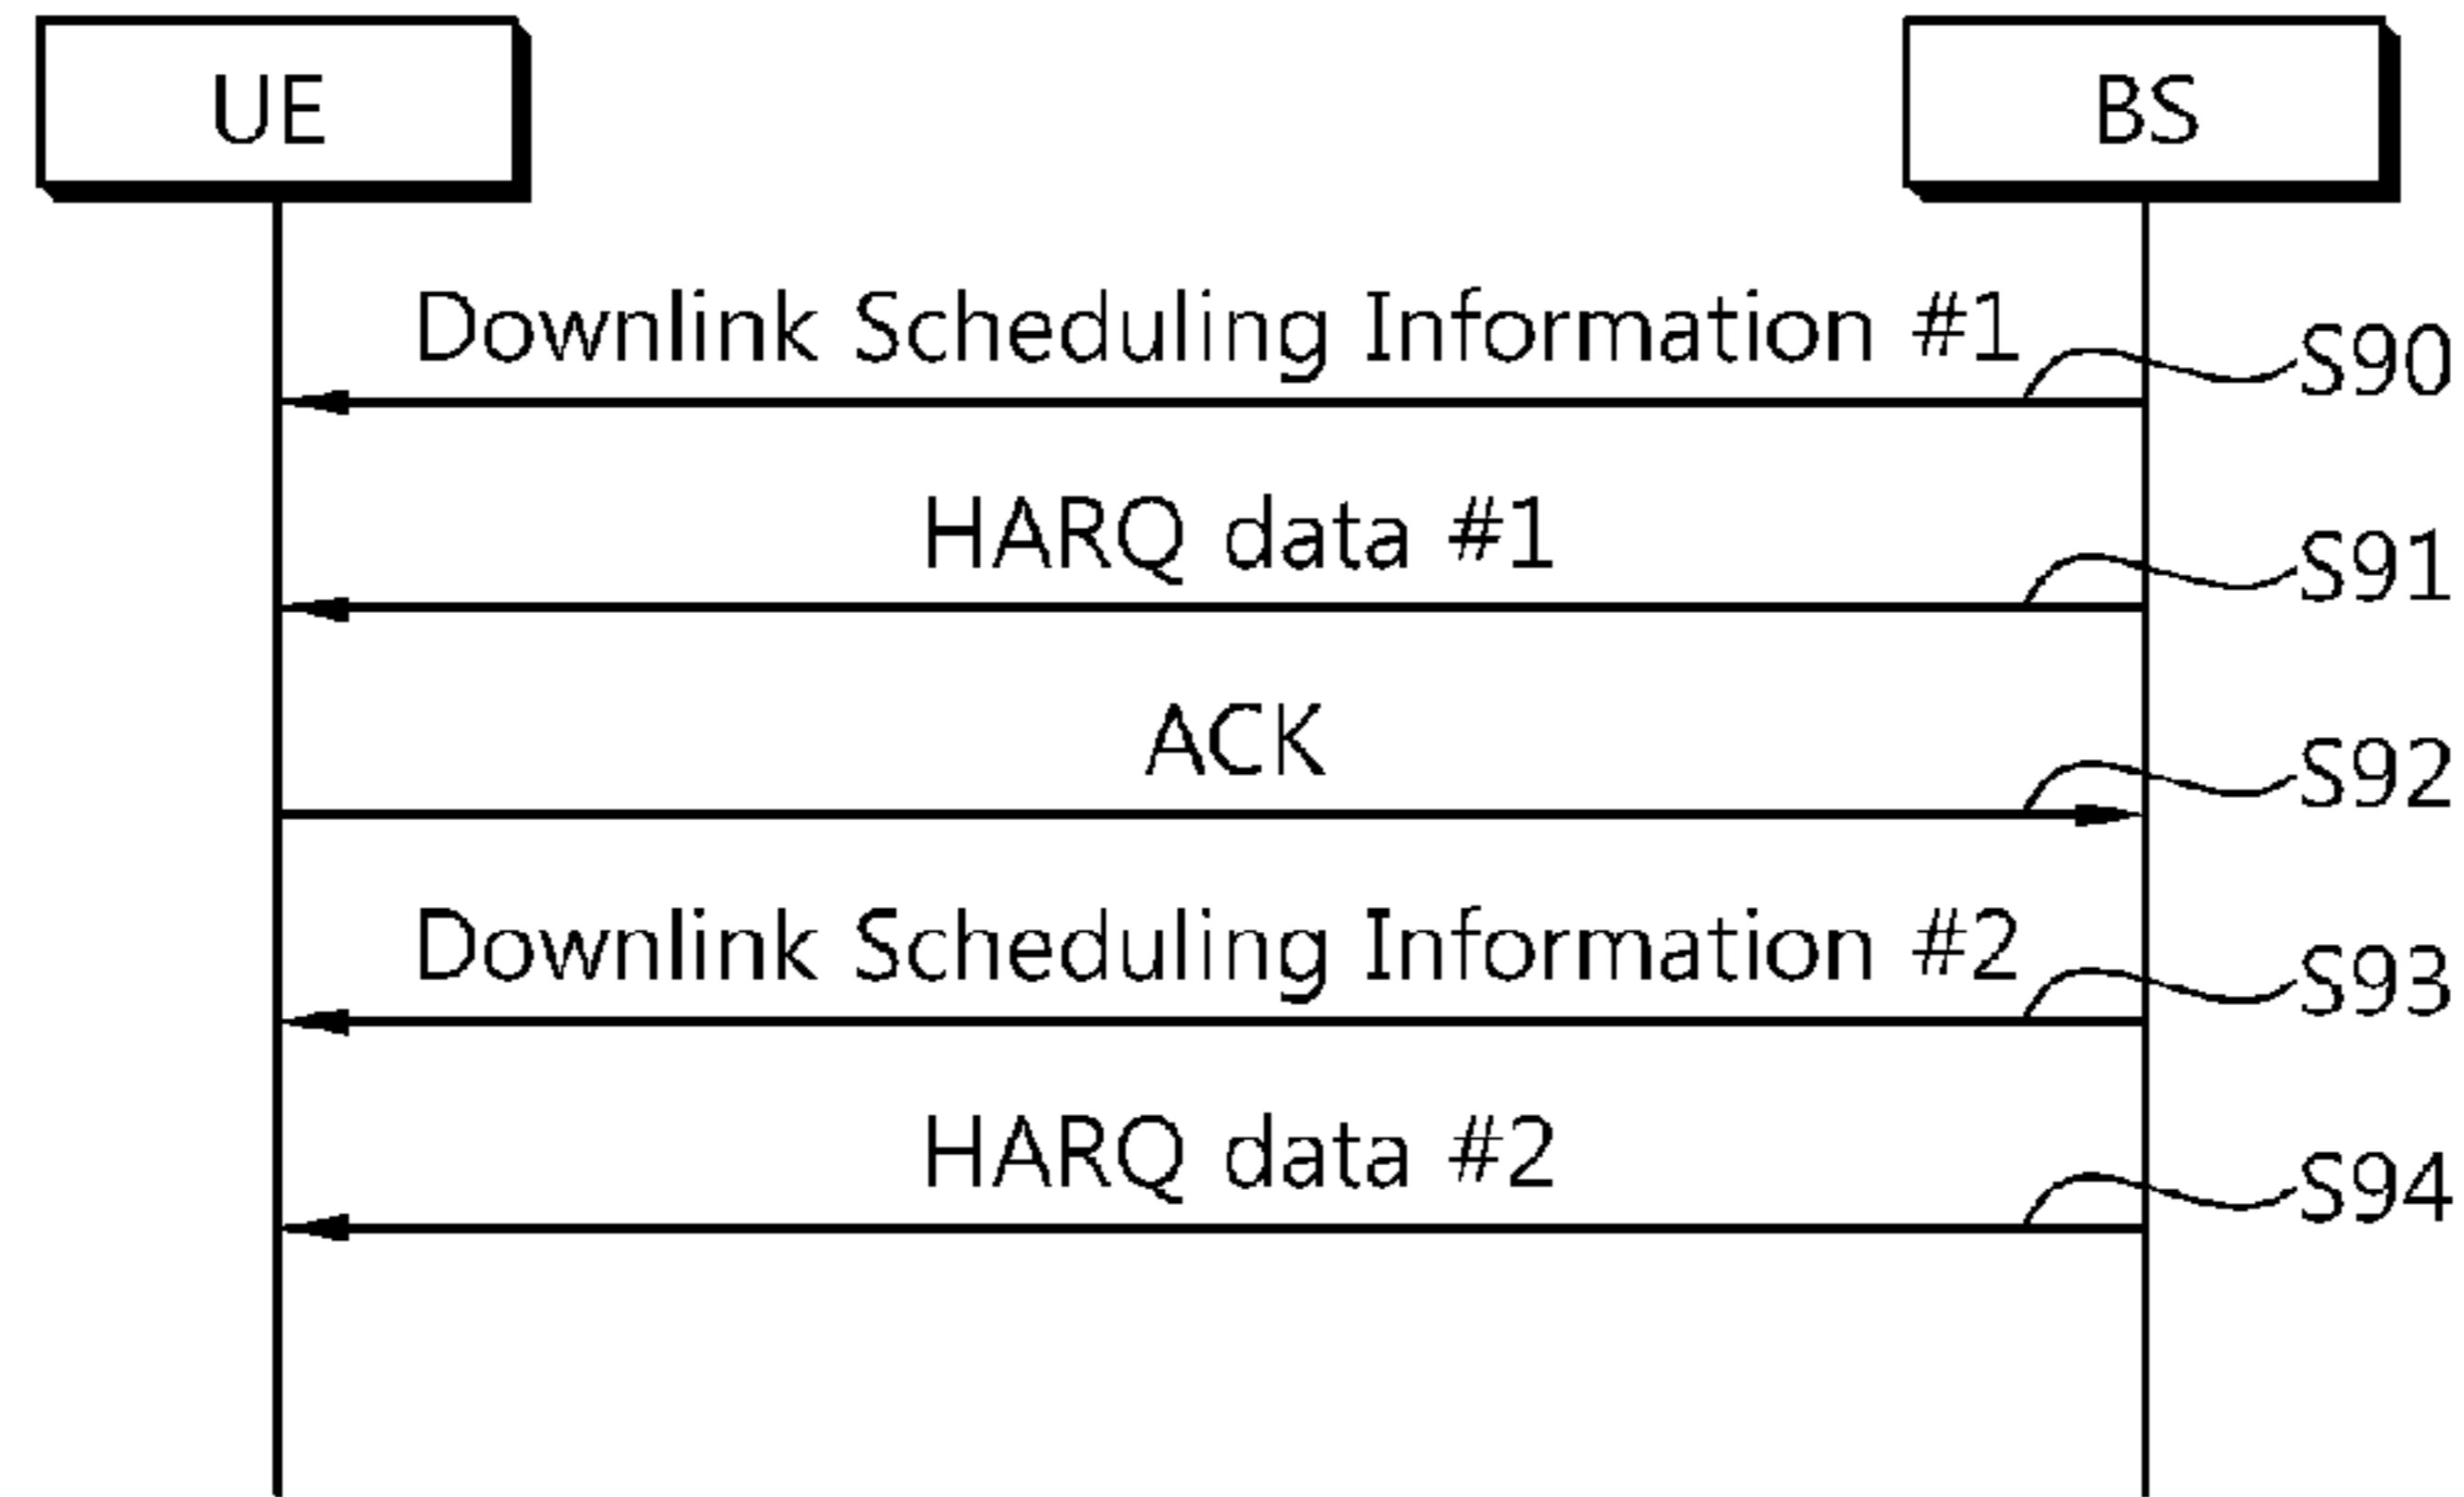 UE
BS
Downlink Scheduling Information #1
S90
HARQ data #1
S91
ACK
S92
Downlink Scheduling Information #2
S93
HARQ data #2
S94